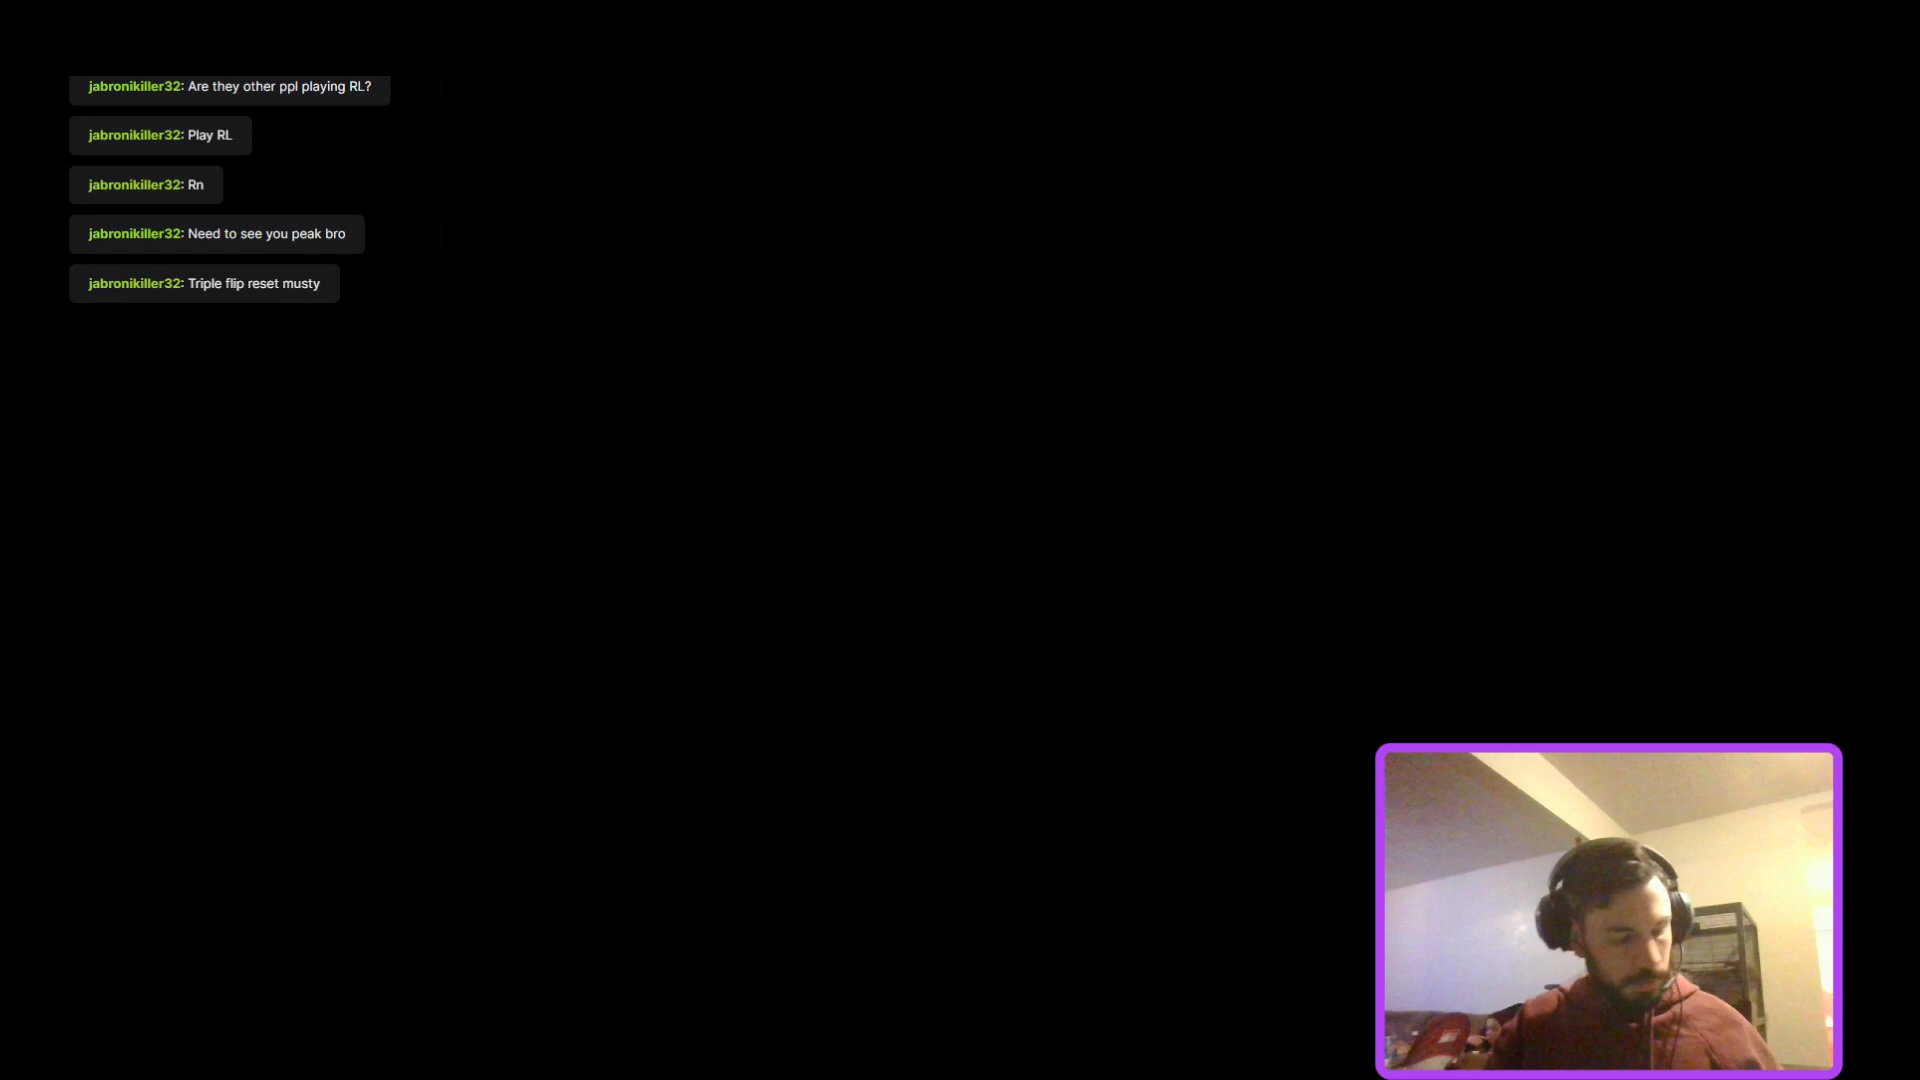 jabronikiller32: Are they other ppl playing RL?
jabronikiller32: Play RL
jabronikiller32: Rn
jabronikiller32: Need to see you peak bro
jabronikiller32: Triple flip reset musty